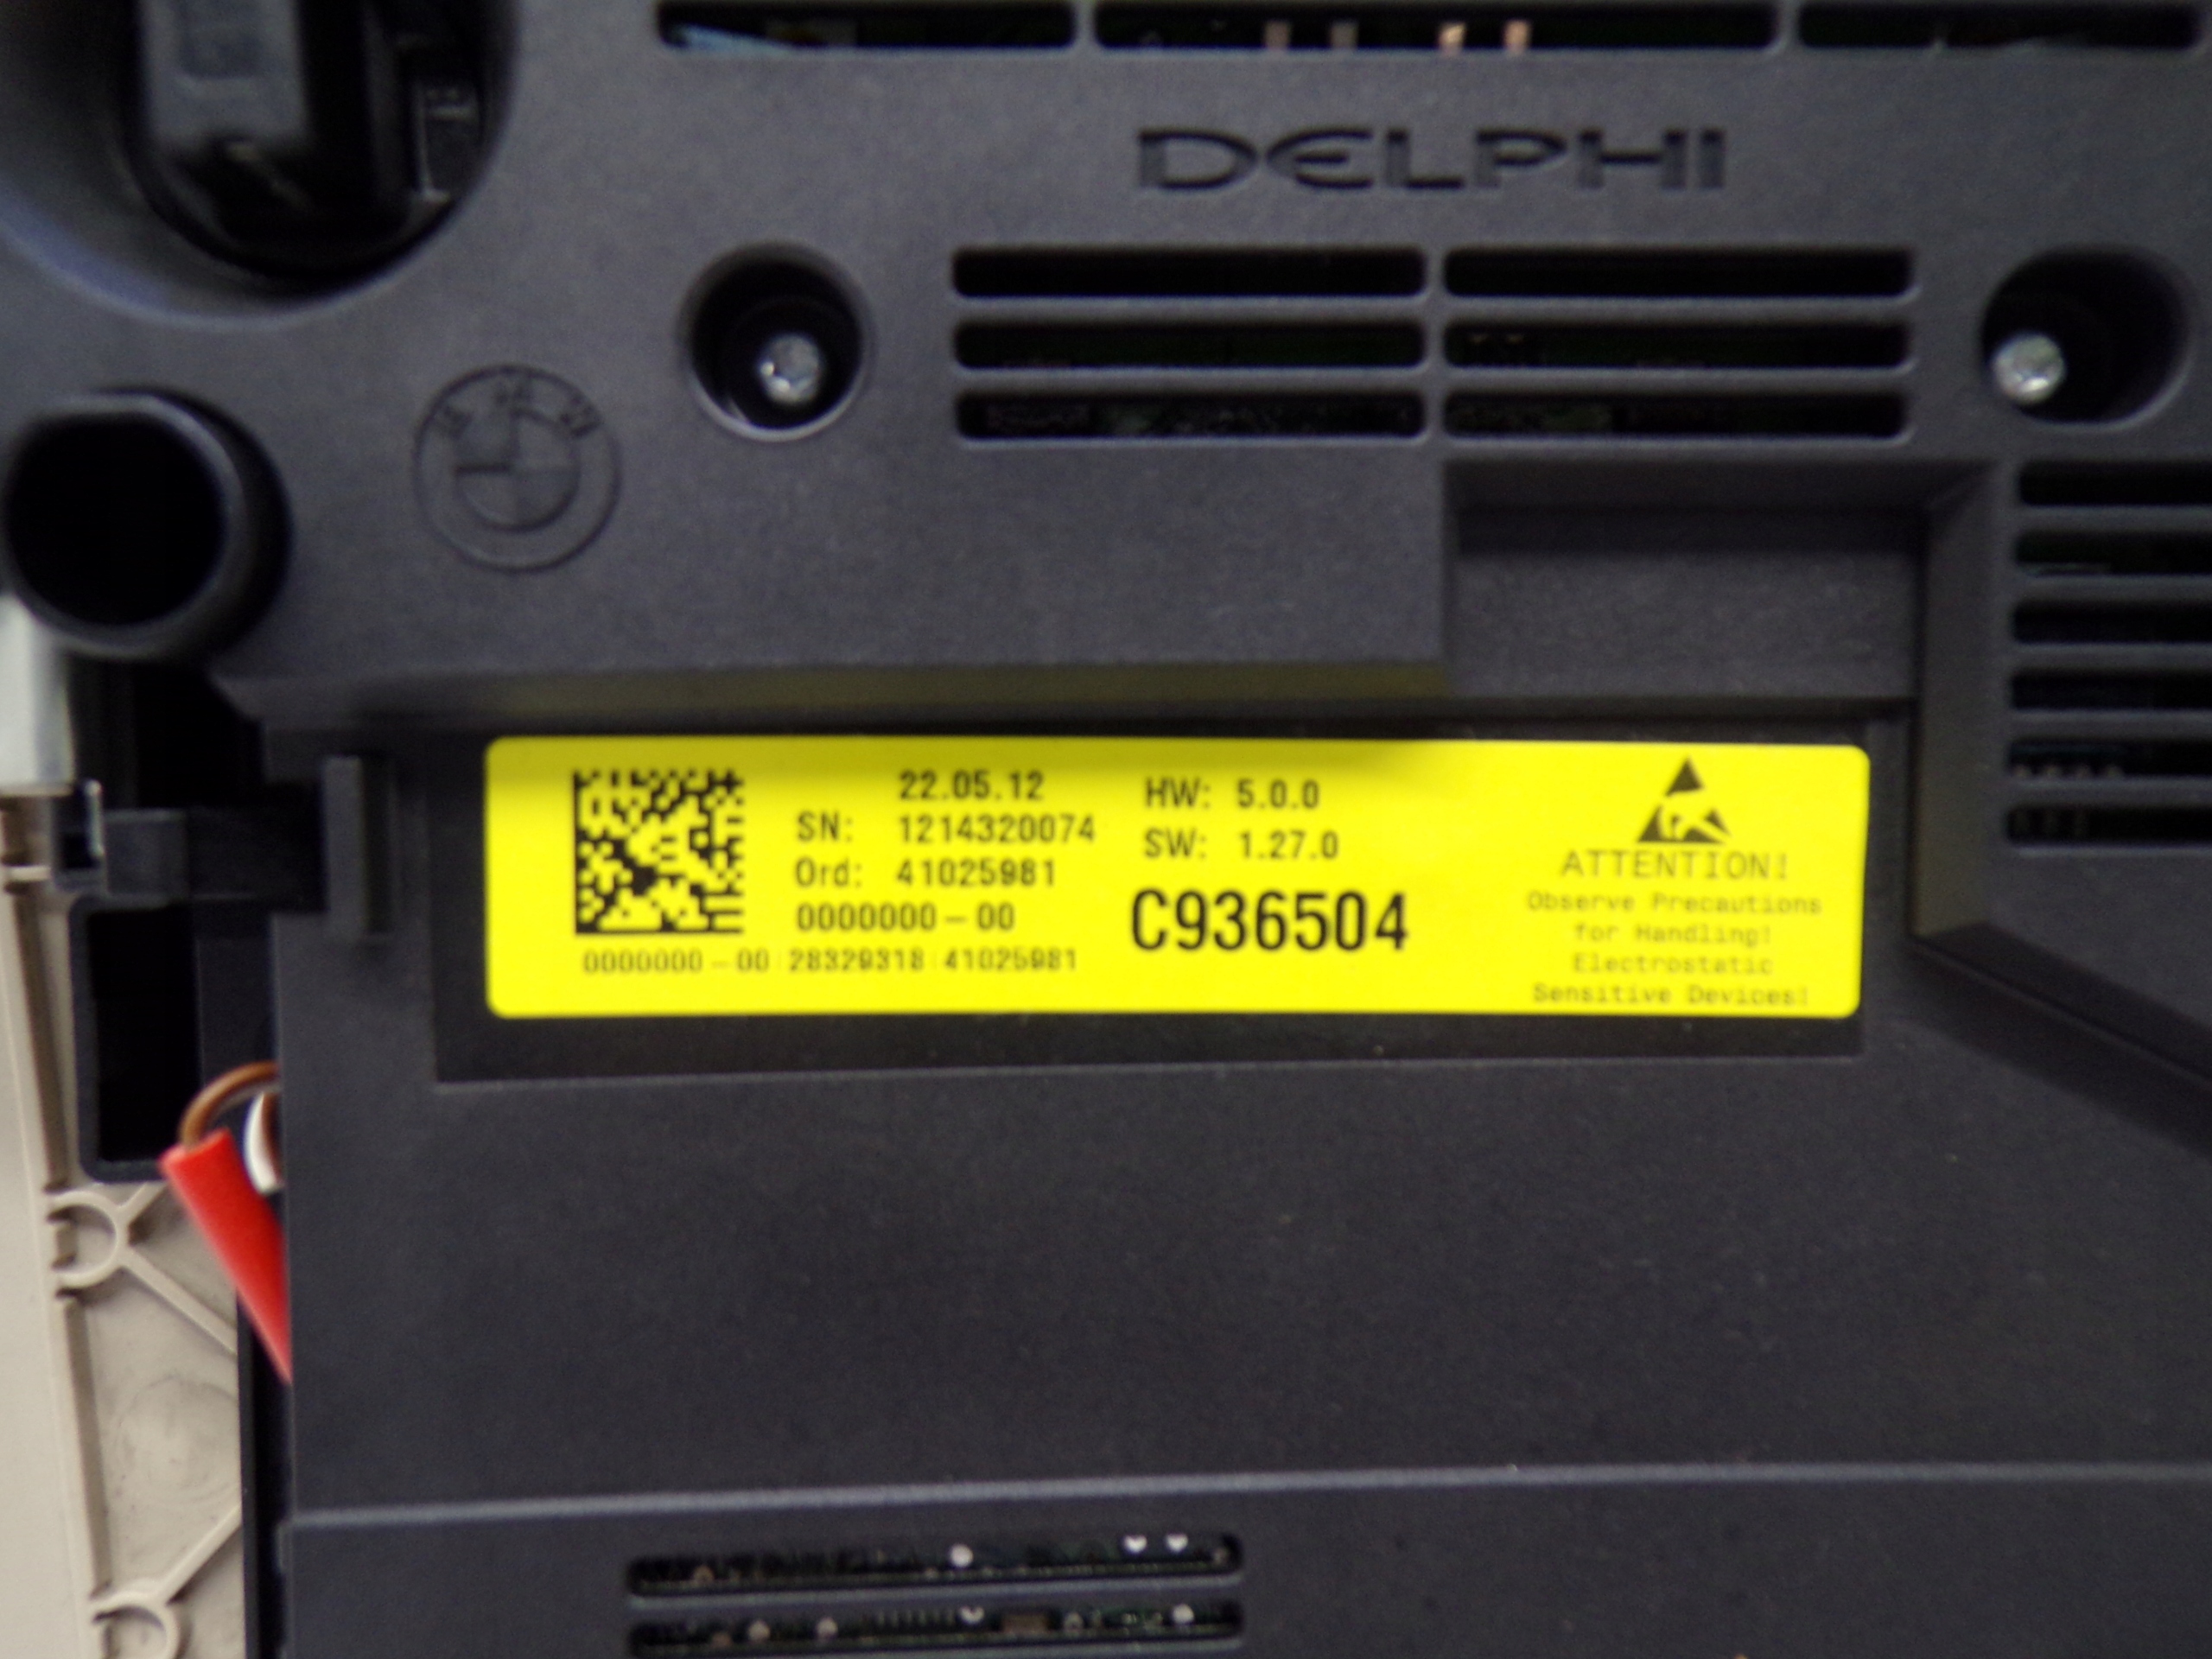 DELPHI
22.05.12
SN: 1214320074
Ord: 41025981
0000000-00
0000000-00 28329318 41025981
HW: 5.0.0
SW: 1.27.0
C936504
ATTENTION!
Observe Precautions
for Handling!
Electrostatic
Sensitive Devices!